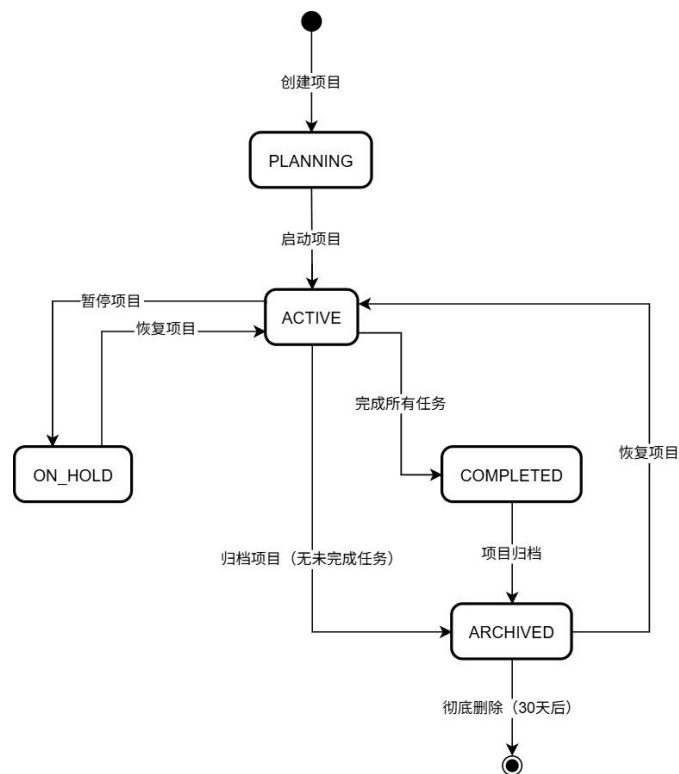 创建项目
PLANNING
启动项目
ACTIVE
暂停项目
恢复项目
完成所有任务
恢复项目
ON_HOLD
COMPLETED
归档项目（无未完成任务）
项目归档
ARCHIVED
彻底删除（30天后）